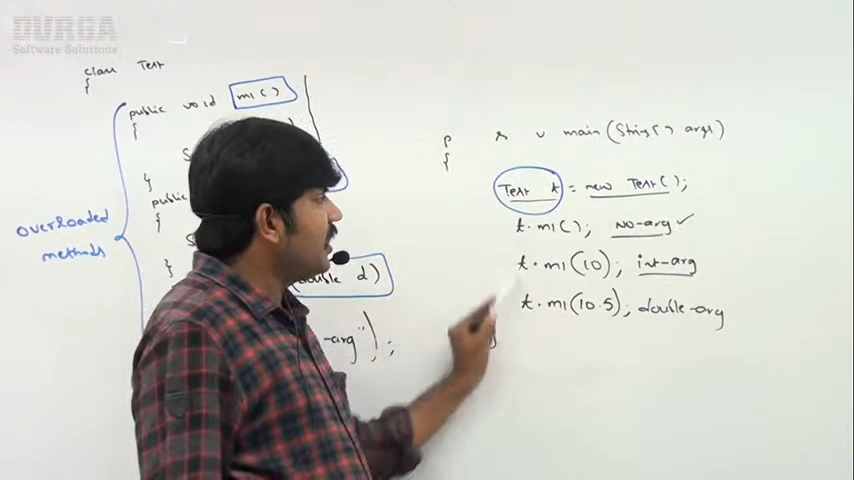 DURGA
Software Solutions
class Test
{
public void m1()
{
S
}
public
{
S
}
overloaded
methods
(double d)
-arg");
p s v main(String[] args)
{
Test t = new Test();
t.m1(); no-arg ✓
t.m1(10); int-arg
t.m1(10.5); double-arg
}